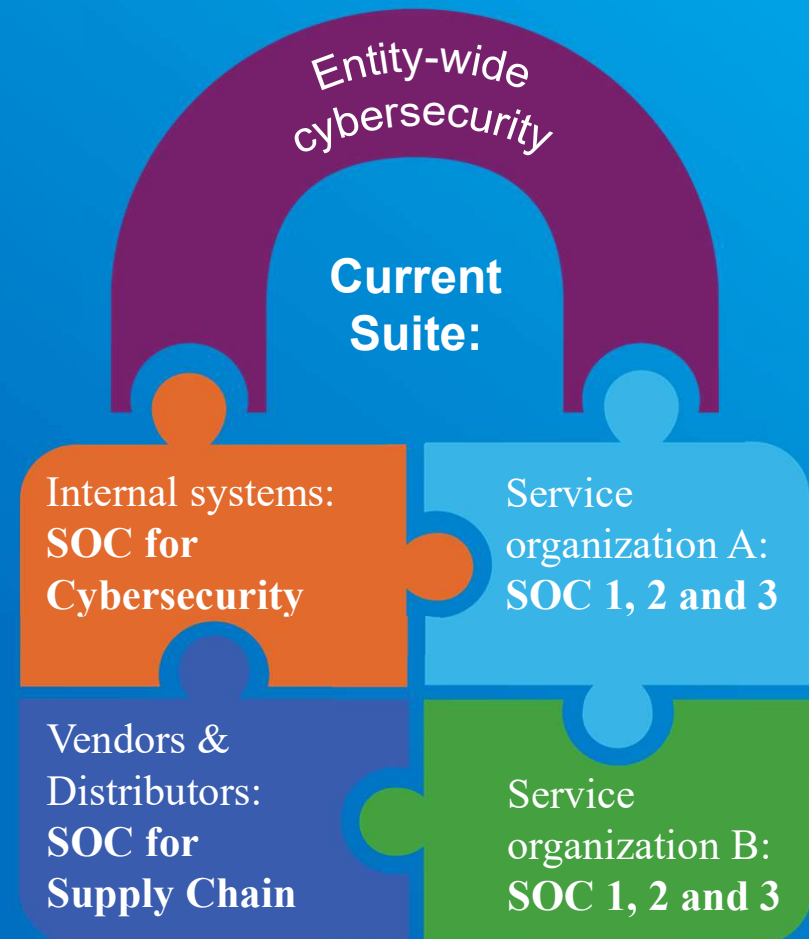 Entity-wide
cybersecurity
Current
Suite:
Internal systems:
SOC for
Cybersecurity
Service
organization A:
SOC 1, 2 and 3
Vendors &
Distributors:
SOC for
Supply Chain
Service
organization B:
SOC 1, 2 and 3